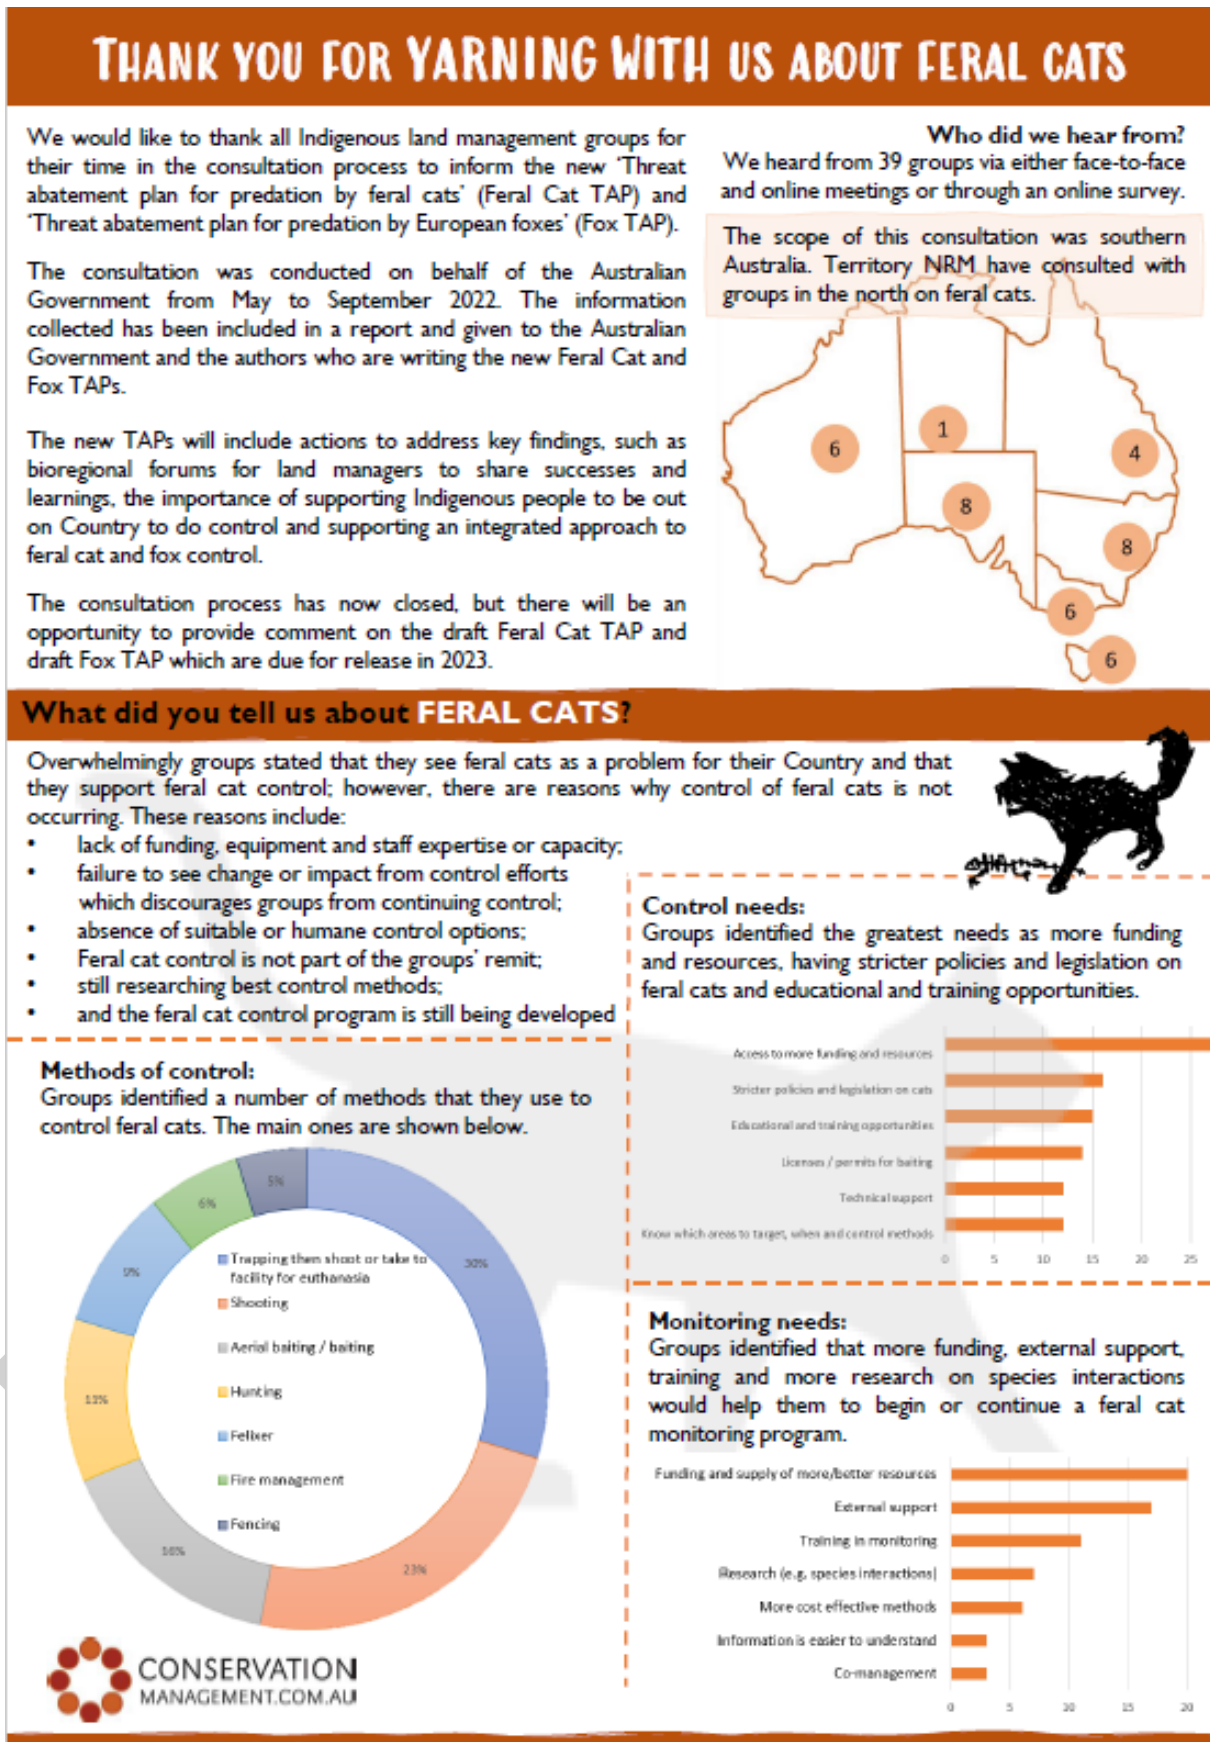 THANK YOU FOR YARNING WITH US ABOUT FERAL CATS
We would like to thank all Indigenous land management groups for
their time in the consultation process to inform the new 'Threat
abatement plan for predation by feral cats' (Feral Cat TAP) and
'Threat abatement plan for predation by European foxes' (Fox TAP).
The consultation was conducted on behalf of the Australian
Government from May to September 2022. The information
collected has been included in a report and given to the Australian
Government and the authors who are writing the new Feral Cat and
Fox TAPs.
The new TAPs will include actions to address key findings, such as
bioregional forums for land managers to share successes and
learnings, the importance of supporting Indigenous people to be out
on Country to do control and supporting an integrated approach to
feral cat and fox control.
The consultation process has now closed, but there will be an
opportunity to provide comment on the draft Feral Cat TAP and
draft Fox TAP which are due for release in 2023.
Who did we hear from?
We heard from 39 groups via either face-to-face
and online meetings or through an online survey.
The scope of this consultation was southern
Australia. Territory NRM have consulted with
groups in the north on feral cats.
6
1
4
8
8
6
6
What did you tell us about FERAL CATS?
Overwhelmingly groups stated that they see feral cats as a problem for their Country and that
they support feral cat control; however, there are reasons why control of feral cats is not
occurring. These reasons include:
• lack of funding, equipment and staff expertise or capacity;
• failure to see change or impact from control efforts
which discourages groups from continuing control;
• absence of suitable or humane control options;
• Feral cat control is not part of the groups' remit;
• still researching best control methods;
• and the feral cat control program is still being developed
Methods of control:
Groups identified a number of methods that they use to
control feral cats. The main ones are shown below.
5%
6%
9%
30%
11%
16%
23%
Trapping then shoot or take to
facility for euthanasia
Shooting
Aerial baiting / baiting
Hunting
Felixer
Fire management
Fencing
CONSERVATION
MANAGEMENT.COM.AU
Control needs:
Groups identified the greatest needs as more funding
and resources, having stricter policies and legislation on
feral cats and educational and training opportunities.
Access to more funding and resources
Stricter policies and legislation on cats
Educational and training opportunities
Licenses / permits for baiting
Technical support
Know which areas to target, when and control methods
0 5 10 15 20 25
Monitoring needs:
Groups identified that more funding, external support,
training and more research on species interactions
would help them to begin or continue a feral cat
monitoring program.
Funding and supply of more/better resources
External support
Training in monitoring
Research (e.g. species interactions)
More cost effective methods
Information is easier to understand
Co-management
0 5 10 15 20